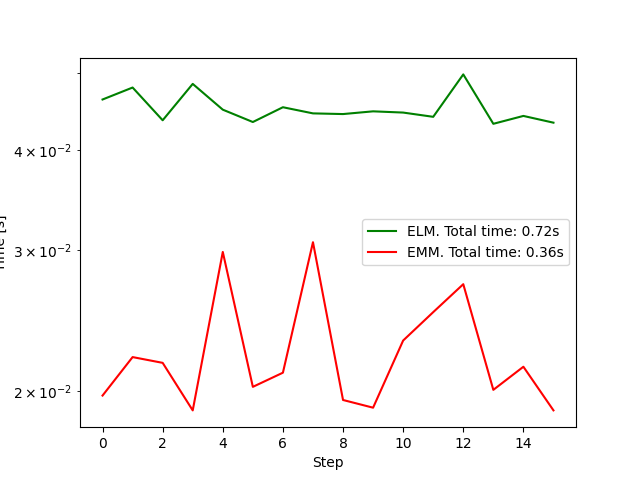 4 × 10⁻²
3 × 10⁻²
2 × 10⁻²
Time [s]
ELM. Total time: 0.72s
EMM. Total time: 0.36s
0 2 4 6 8 10 12 14
Step